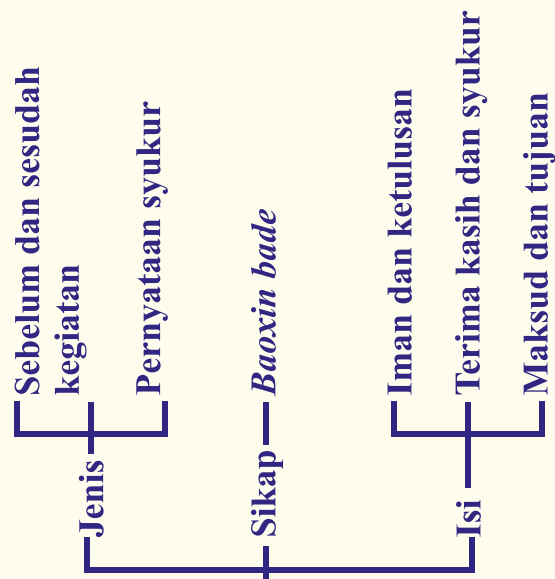 Jenis
Sebelum dan sesudah
kegiatan
Pernyataan syukur
Sikap
Baoxin bade
Isi
Iman dan ketulusan
Terima kasih dan syukur
Maksud dan tujuan